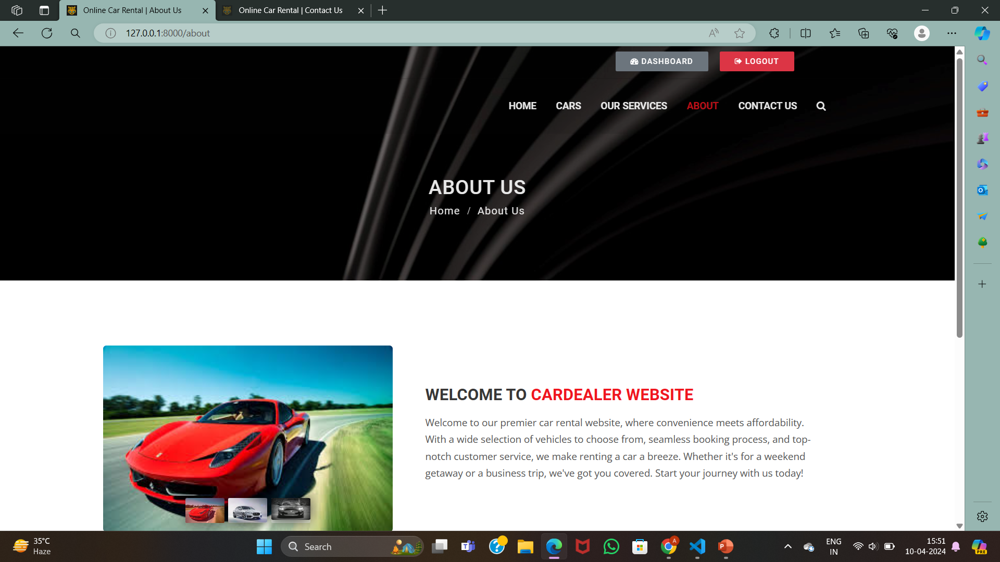 Online Car Rental | About Us
Online Car Rental | Contact Us
127.0.0.1:8000/about
DASHBOARD
LOGOUT
HOME
CARS
OUR SERVICES
ABOUT
CONTACT US
ABOUT US
Home / About Us
WELCOME TO CARDEALER WEBSITE
Welcome to our premier car rental website, where convenience meets affordability.
With a wide selection of vehicles to choose from, seamless booking process, and top-
notch customer service, we make renting a car a breeze. Whether it's for a weekend
getaway or a business trip, we've got you covered. Start your journey with us today!
35°C
Haze
Search
A
P
ENG
IN
15:51
10-04-2024
PRE